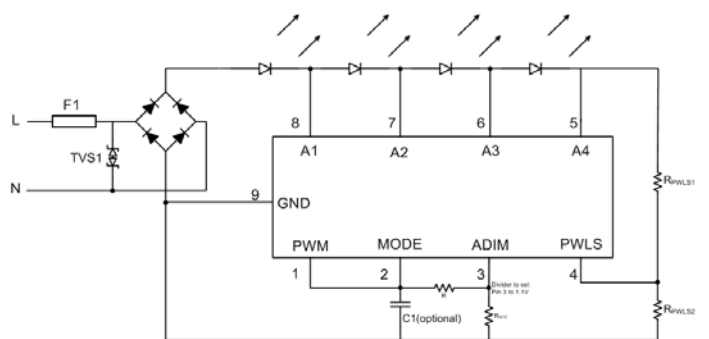 F1
L
TVS1
N
8
7
6
5
A1
A2
A3
A4
9
GND
RPWLS1
PWM
MODE
ADIM
PWLS
1
2
3
4
Divider to set
Pin 3 to 1.1V
R
C1(optional)
RPWLS2